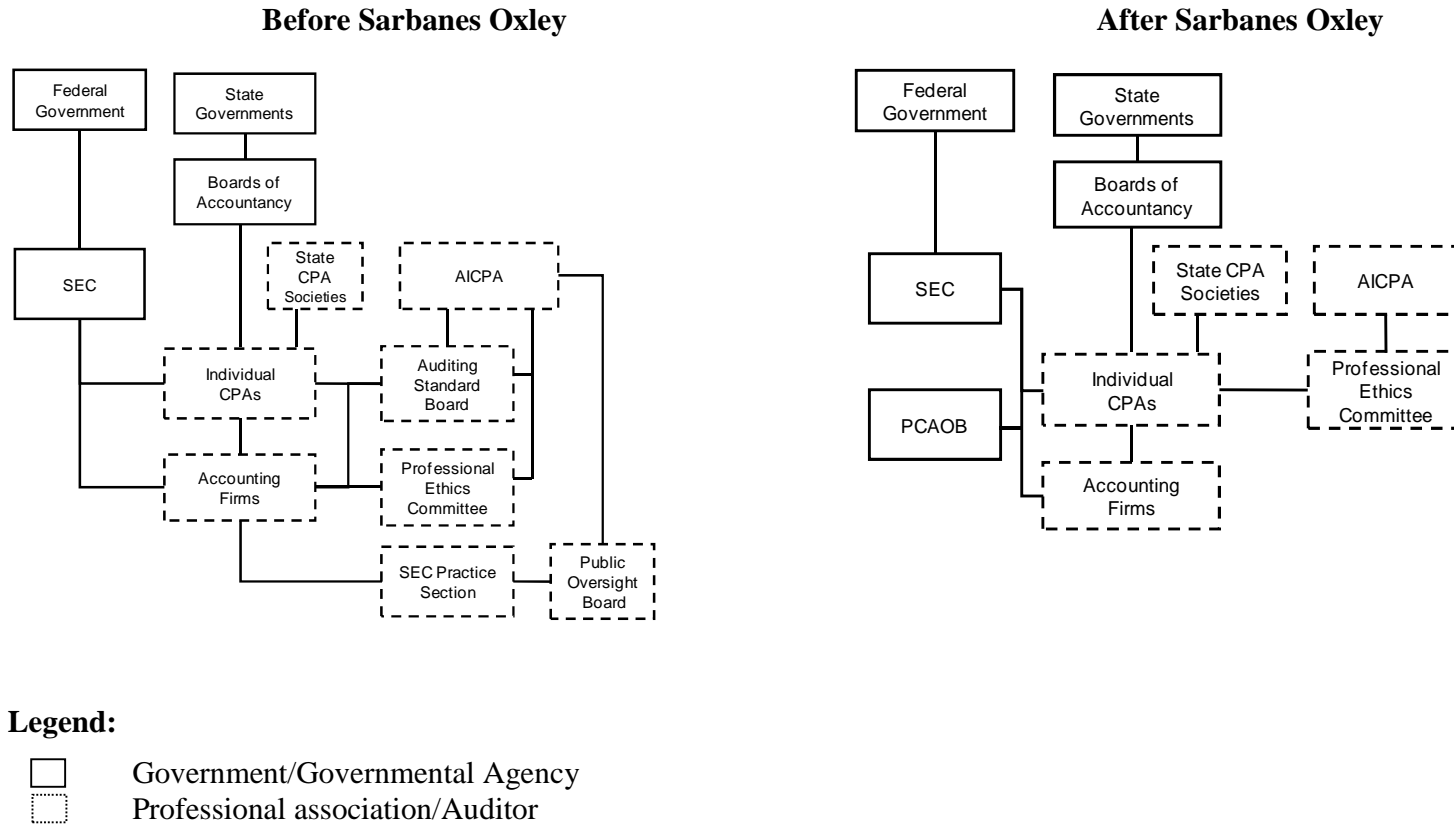 Before Sarbanes Oxley
Federal
Government
State
Governments
Boards of
Accountancy
SEC
State
CPA
Societies
AICPA
Individual
CPAs
Auditing
Standard
Board
Accounting
Firms
Professional
Ethics
Committee
SEC Practice
Section
Public
Oversight
Board
After Sarbanes Oxley
Federal
Government
State
Governments
Boards of
Accountancy
SEC
State CPA
Societies
AICPA
Individual
CPAs
Professional
Ethics
Committee
PCAOB
Accounting
Firms
Legend:
Government/Governmental Agency
Professional association/Auditor